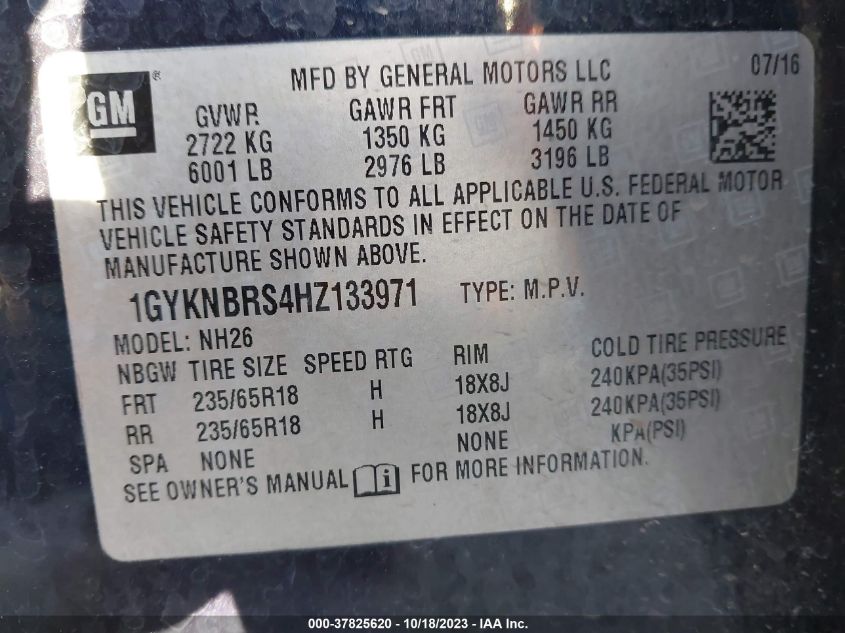 GM ®
MFD BY GENERAL MOTORS LLC 07/16
GVWR GAWR FRT GAWR RR
2722 KG 1350 KG 1450 KG
6001 LB 2976 LB 3196 LB
THIS VEHICLE CONFORMS TO ALL APPLICABLE U.S. FEDERAL MOTOR
VEHICLE SAFETY STANDARDS IN EFFECT ON THE DATE OF
MANUFACTURE SHOWN ABOVE.
1GYKNBRS4HZ133971 TYPE: M.P.V.
MODEL: NH26
NBGW TIRE SIZE SPEED RTG RIM COLD TIRE PRESSURE
FRT 235/65R18 H 18X8J 240KPA(35PSI)
RR 235/65R18 H 18X8J 240KPA(35PSI)
SPA NONE NONE KPA(PSI)
SEE OWNER'S MANUAL i FOR MORE INFORMATION.
000-37825620 - 10/18/2023 - IAA Inc.